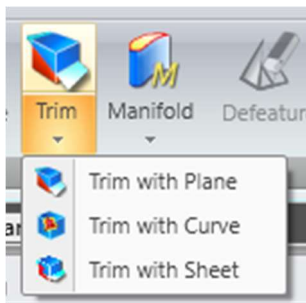 Trim Manifold Defeatur
Trim with Plane
Trim with Curve
Trim with Sheet